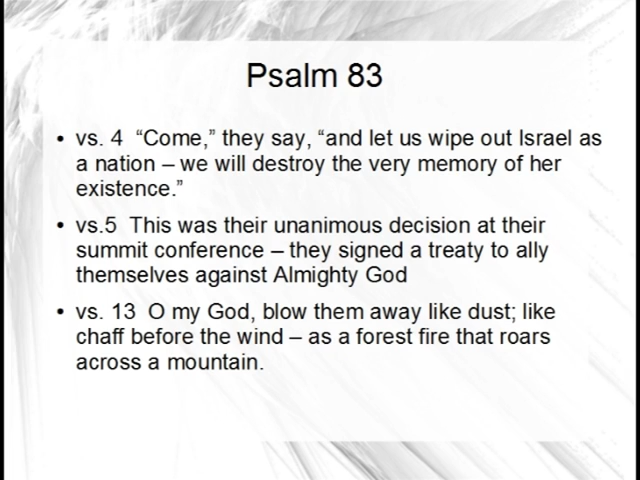 Psalm 83
• vs. 4  “Come,” they say, “and let us wipe out Israel as
a nation – we will destroy the very memory of her
existence.”
• vs.5  This was their unanimous decision at their
summit conference – they signed a treaty to ally
themselves against Almighty God
• vs. 13  O my God, blow them away like dust; like
chaff before the wind – as a forest fire that roars
across a mountain.